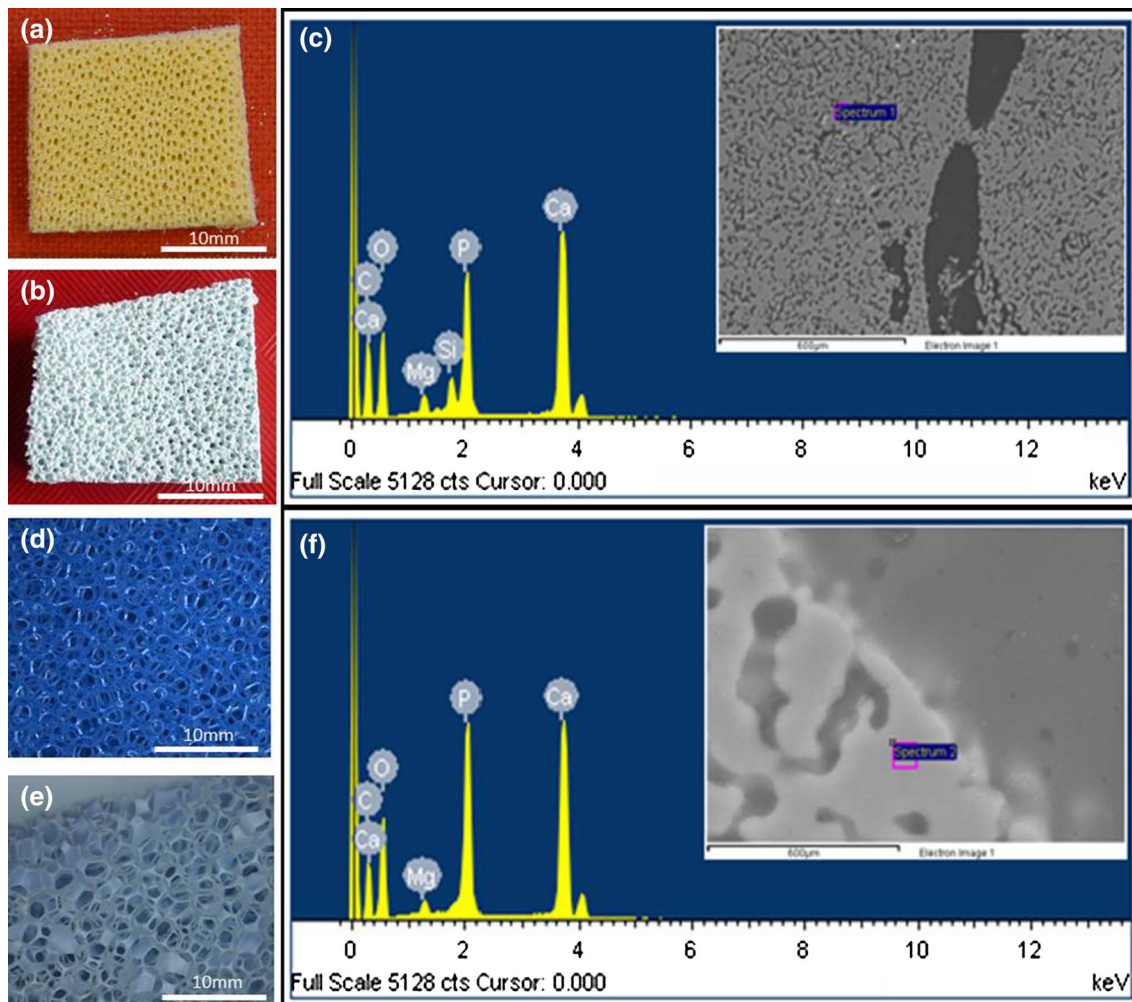 (a)
10mm
(b)
10mm
(c)
Spectrum 1
600µm Electron Image 1
Ca
O
P
C
Ca
Si
Mg
0 2 4 6 8 10 12
Full Scale 5128 cts Cursor: 0.000 keV
(d)
10mm
(e)
10mm
(f)
Spectrum 2
600µm Electron Image 1
P
Ca
O
C
Ca
Mg
0 2 4 6 8 10 12
Full Scale 5128 cts Cursor: 0.000 keV